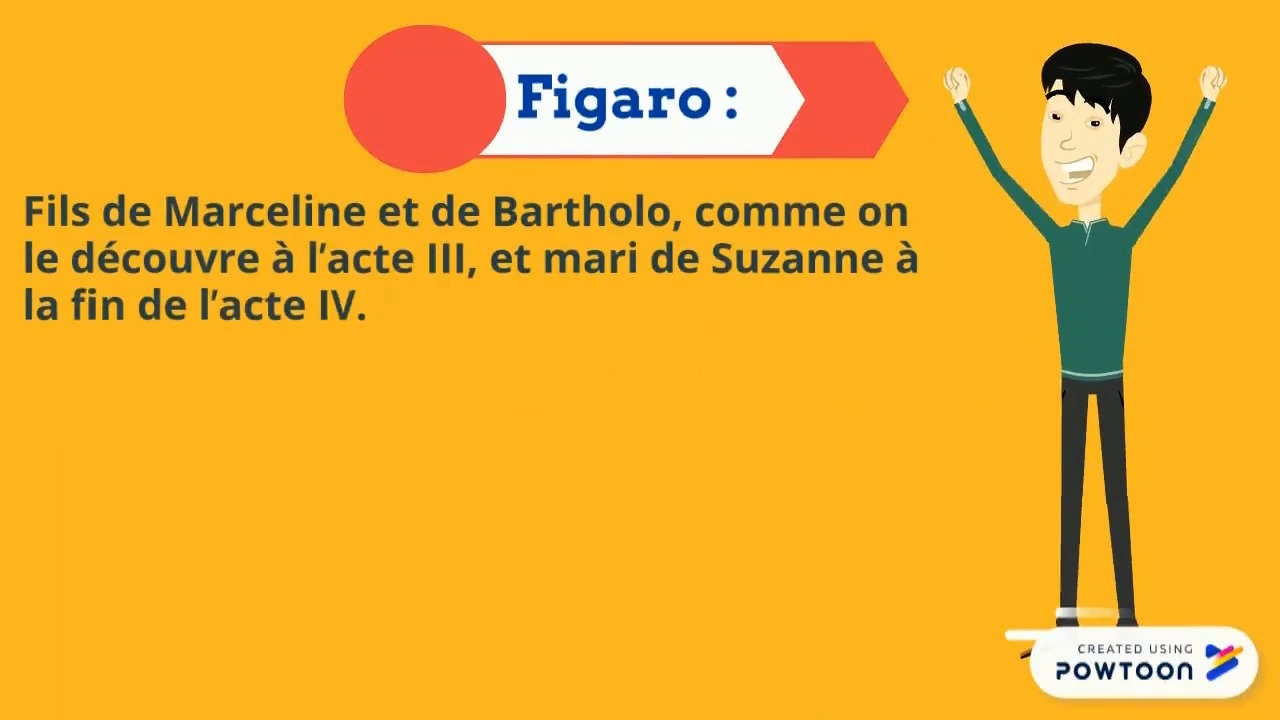 Figaro :
Fils de Marceline et de Bartholo, comme on
le découvre à l’acte III, et mari de Suzanne à
la fin de l’acte IV.
CREATED USING
POWTOON